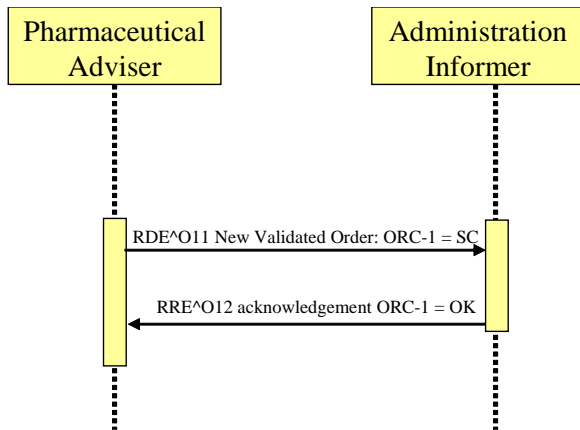 Pharmaceutical
Adviser
Administration
Informer
RDE^O11 New Validated Order: ORC-1 = SC
RRE^O12 acknowledgement ORC-1 = OK